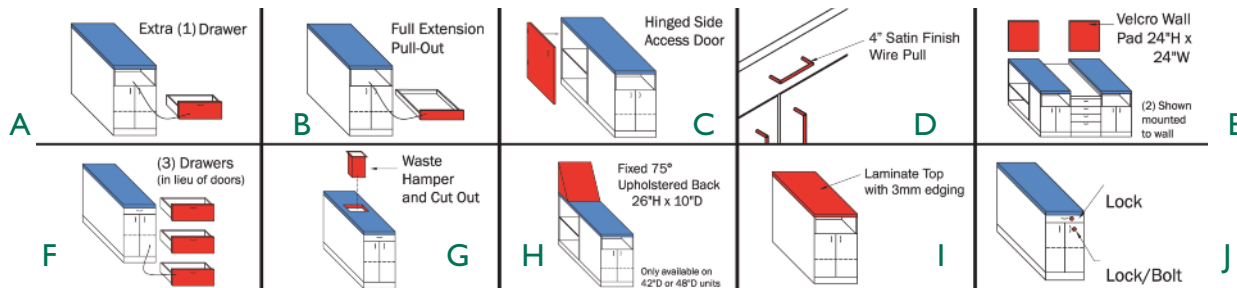 Extra (1) Drawer
A
Full Extension
Pull-Out
B
Hinged Side
Access Door
C
4” Satin Finish
Wire Pull
D
Velcro Wall
Pad 24"H x
24"W
(2) Shown
mounted
to wall
E
(3) Drawers
(in lieu of doors)
F
Waste
Hamper
and Cut Out
G
Fixed 75°
Upholstered Back
26"H x 10"D
Only available on
42"D or 48"D units
H
Laminate Top
with 3mm edging
I
Lock
Lock/Bolt
J